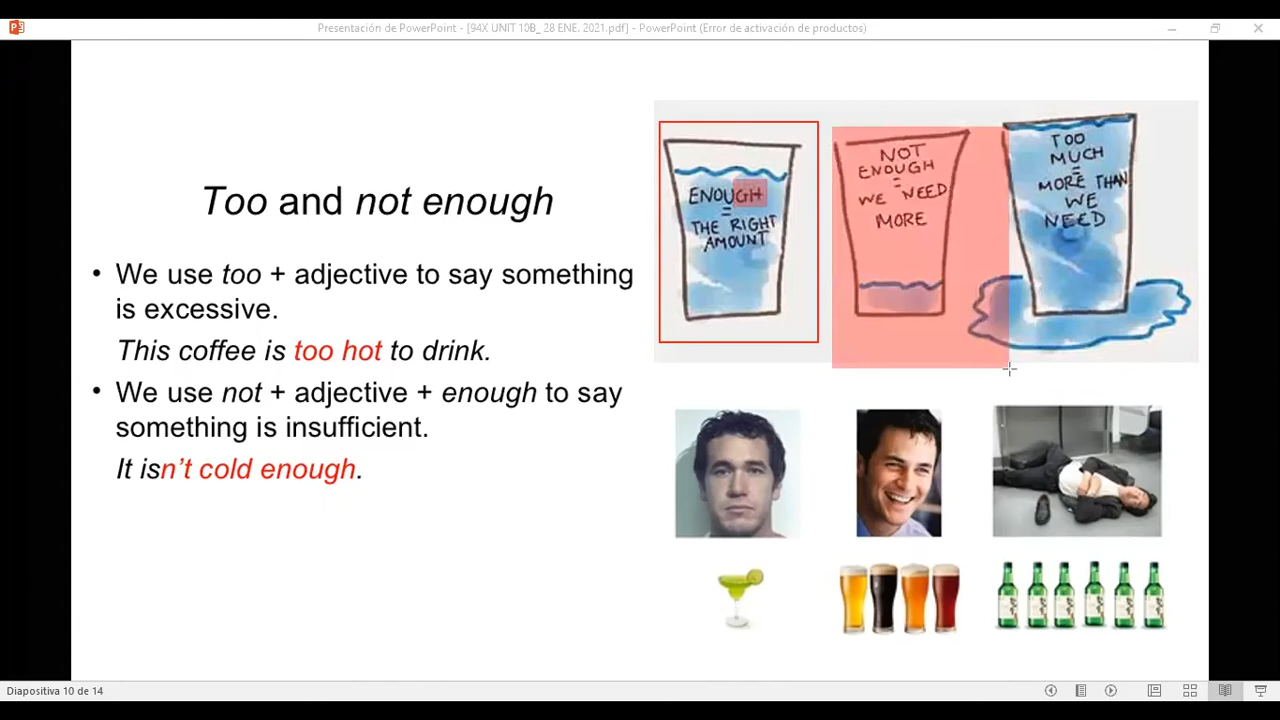 Presentación de PowerPoint - [94X UNIT 10B_ 28 ENE. 2021.pdf] - PowerPoint (Error de activación de productos)
Too and not enough
• We use too + adjective to say something
is excessive.
This coffee is too hot to drink.
• We use not + adjective + enough to say
something is insufficient.
It isn't cold enough.
ENOUGH
=
THE RIGHT
AMOUNT
NOT
ENOUGH
=
WE NEED
MORE
TOO
MUCH
=
MORE THAN
WE
NEED
Diapositiva 10 de 14